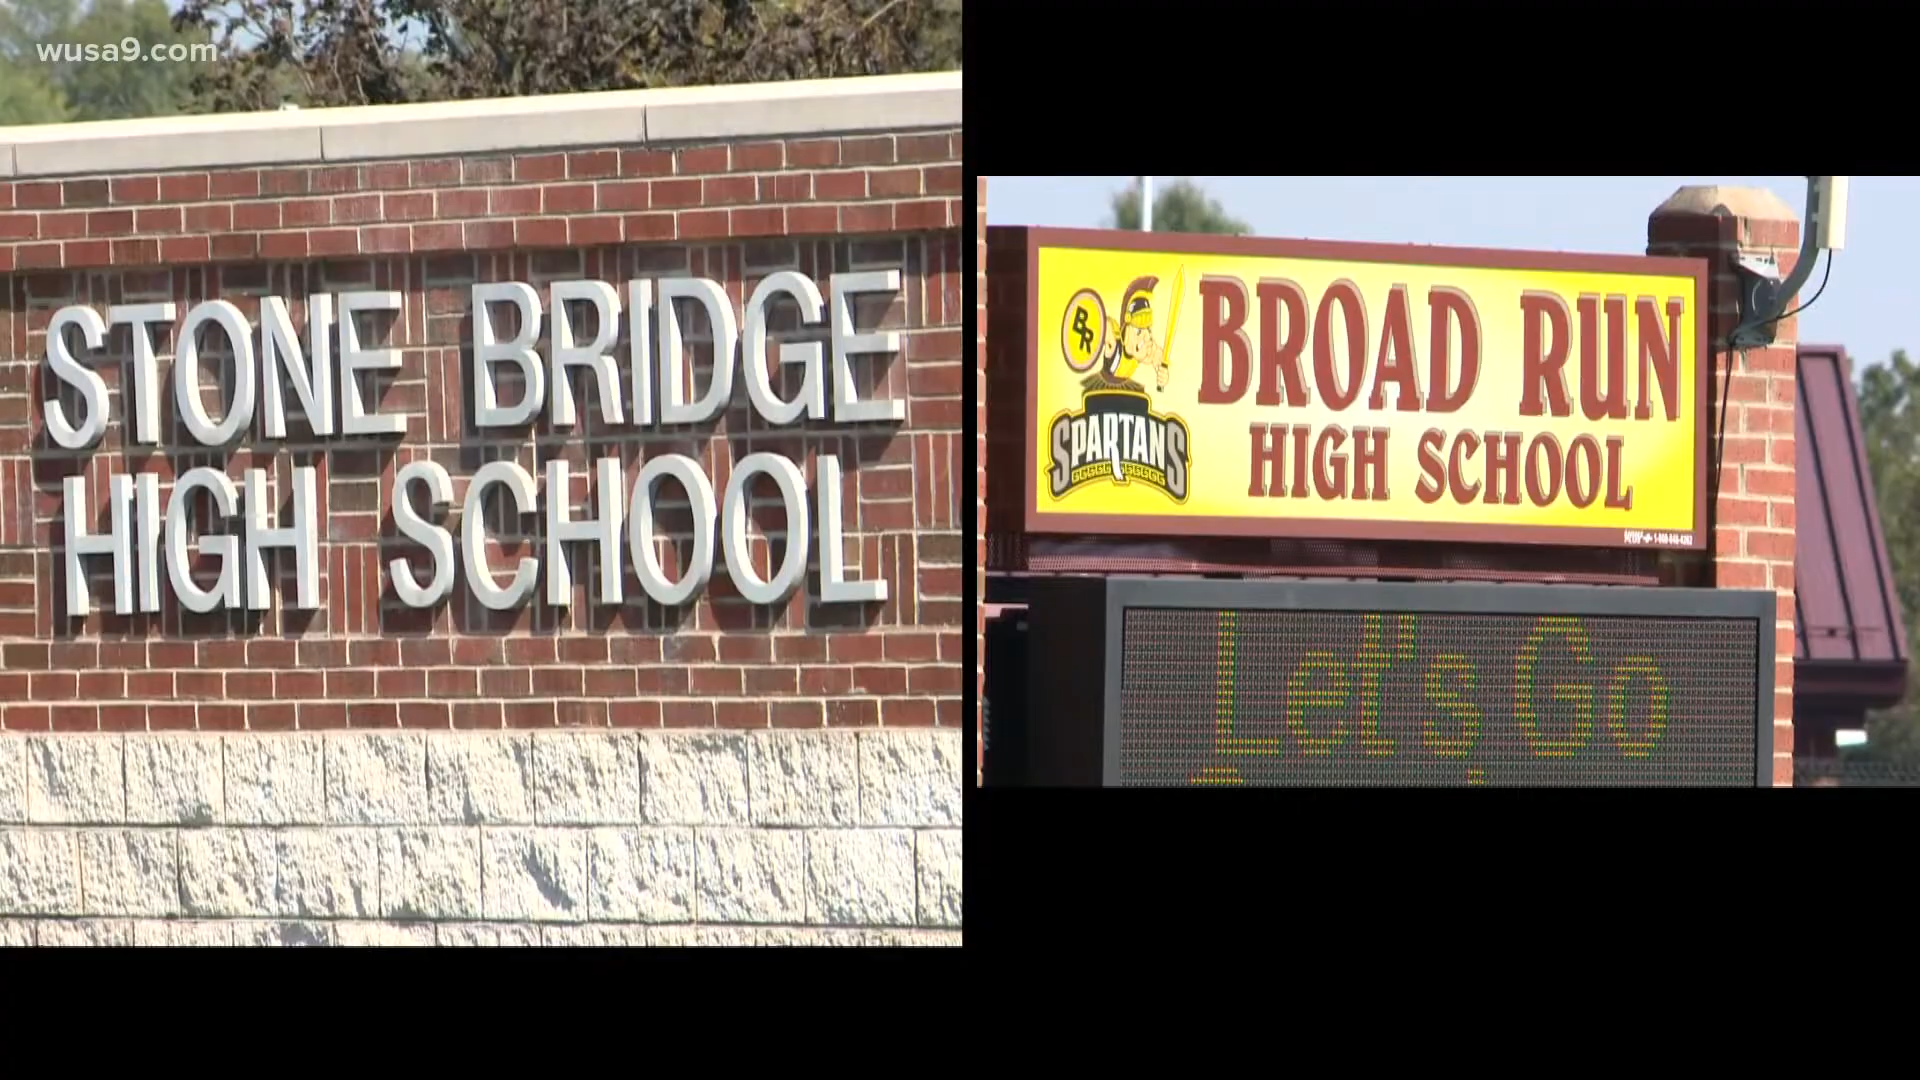 wusa9.com
STONE BRIDGE
HIGH SCHOOL
BR
SPARTANS
BROAD RUN
HIGH SCHOOL
Let's Go